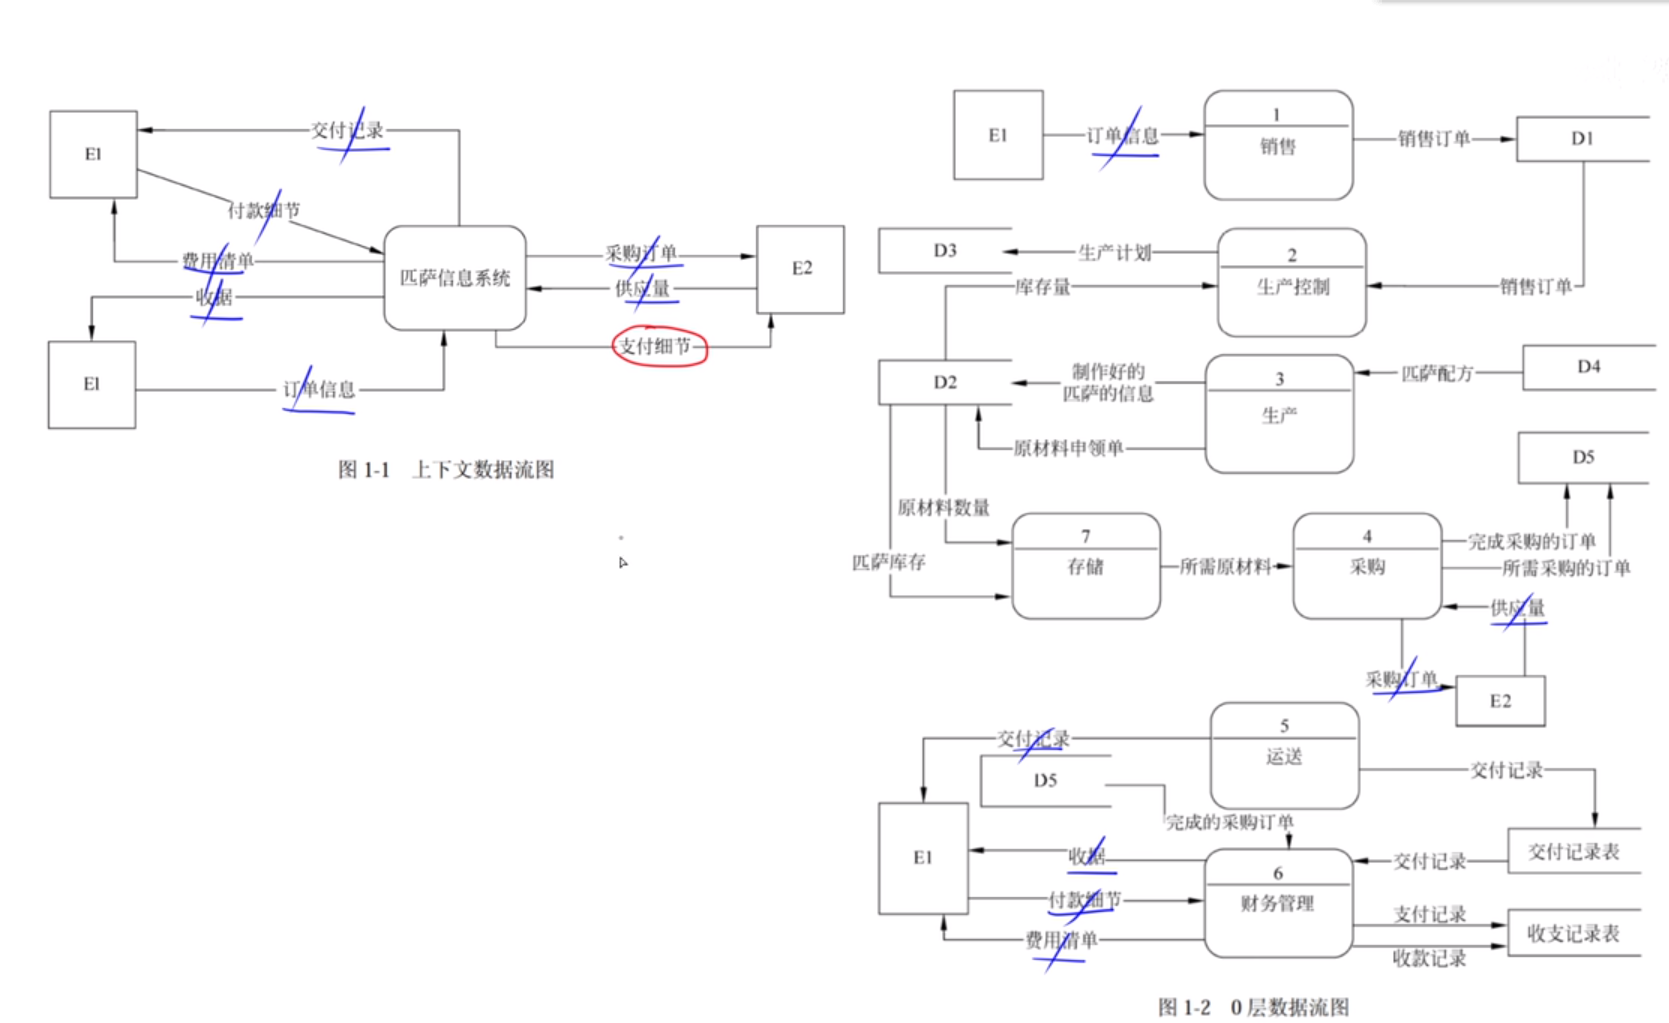 E1
交付记录
付款细节
费用清单
收据
匹萨信息系统
采购订单
供应量
支付细节
E2
E1
订单信息
图 1-1 上下文数据流图
E1
订单信息
1
销售
销售订单
D1
D3
生产计划
2
生产控制
库存量
销售订单
D2
制作好的
匹萨的信息
3
生产
匹萨配方
D4
原材料申领单
D5
原材料数量
匹萨库存
7
存储
所需原材料
4
采购
完成采购的订单
所需采购的订单
供应量
采购订单
E2
交付记录
5
运送
交付记录
D5
完成的采购订单
E1
收据
付款细节
费用清单
6
财务管理
交付记录
交付记录表
支付记录
收款记录
收支记录表
图 1-2 0 层数据流图